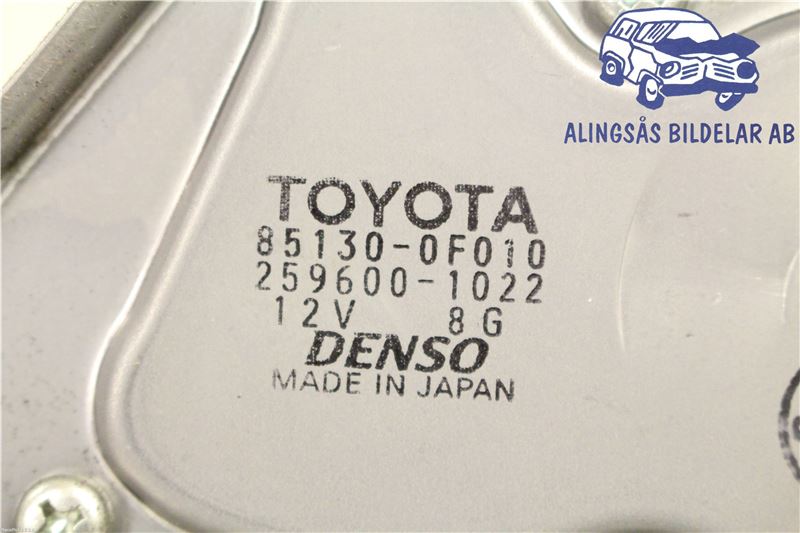 ALINGSÅS BILDELAR AB
TOYOTA
85130-0F010
259600-1022
12V 8G
DENSO
MADE IN JAPAN